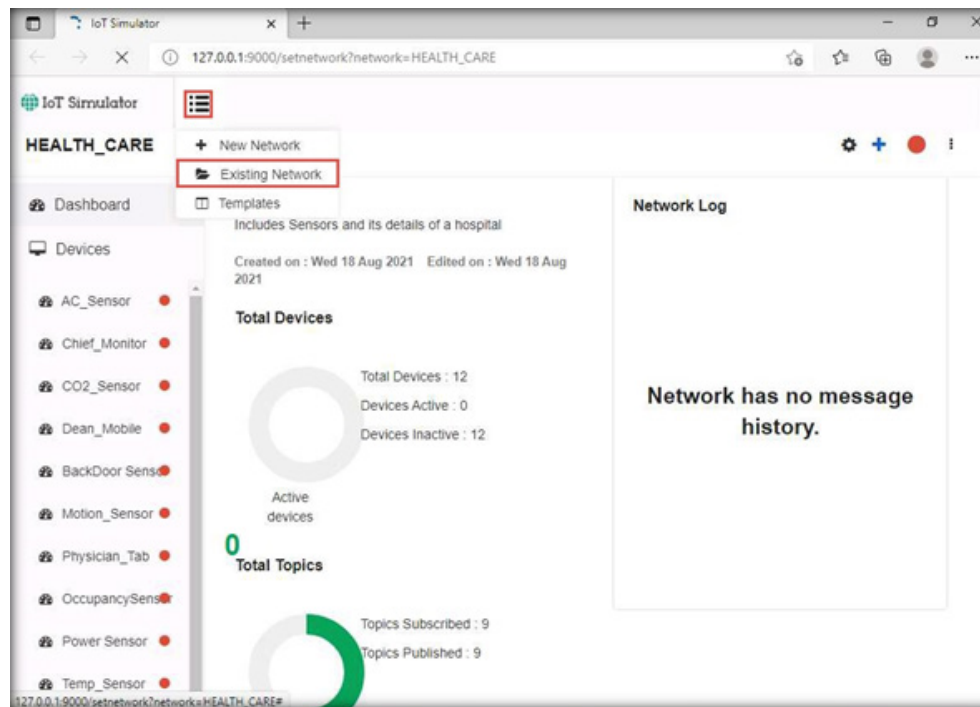 IoT Simulator
127.0.0.1:9000/setnetwork?network=HEALTH_CARE
IoT Simulator
HEALTH_CARE
New Network
Existing Network
Templates
Dashboard
Devices
AC_Sensor
Chief_Monitor
CO2_Sensor
Dean_Mobile
BackDoor Senso
Motion_Sensor
Physician_Tab
OccupancySensor
Power Sensor
Temp_Sensor
Includes Sensors and its details of a hospital
Created on : Wed 18 Aug 2021 Edited on : Wed 18 Aug
2021
Total Devices
Total Devices : 12
Devices Active : 0
Devices Inactive : 12
Active
devices
0
Total Topics
Topics Subscribed : 9
Topics Published : 9
Network Log
Network has no message
history.
127.0.0.1:9000/setnetwork?network=HEALTH_CARE#